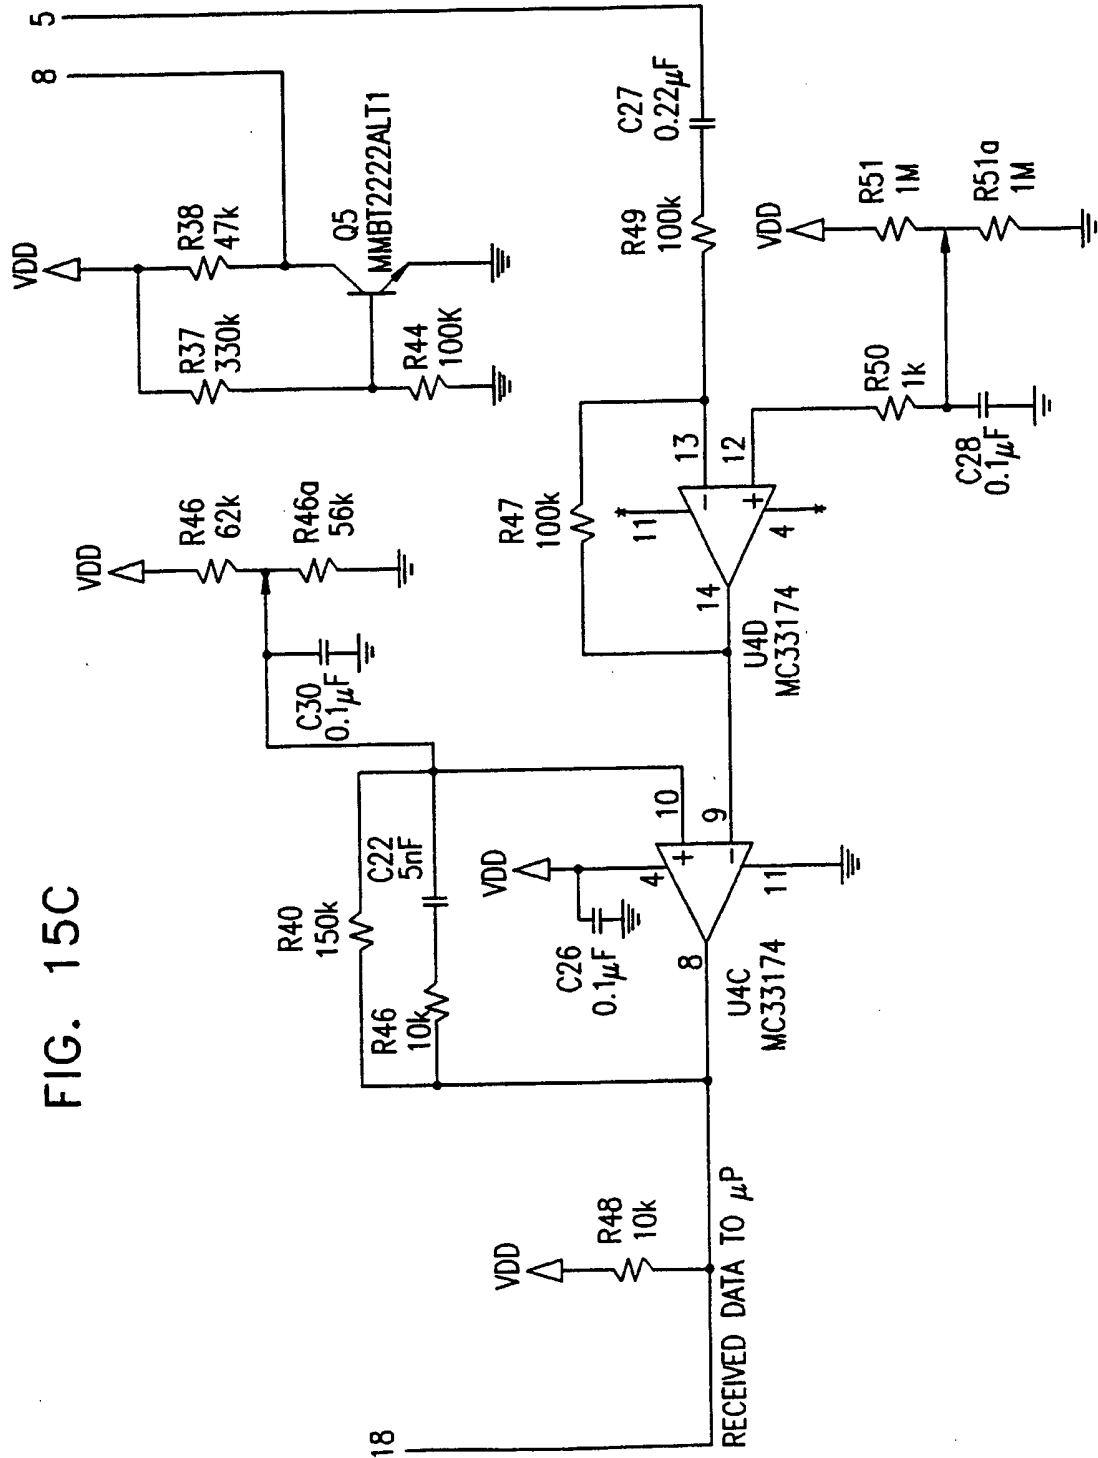 FIG. 15C
5
8
VDD
R38
47k
R37
330k
Q5
MMBT2222ALT1
R44
100K
C27
0.22µF
R49
100k
VDD
R51
1M
R51a
1M
R50
1k
C28
0.1µF
R47
100k
13
12
11
4
14
U4D
MC33174
VDD
R46
62k
R46a
56k
C30
0.1µF
R40
150k
C22
5nF
R46
10k
VDD
C26
0.1µF
10
9
4
11
8
U4C
MC33174
VDD
R48
10k
18
RECEIVED DATA TO µP